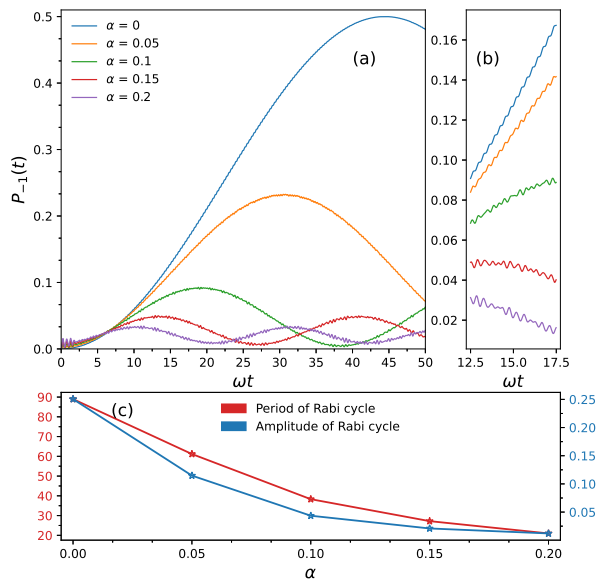 0.5
0.4
0.3
0.2
0.1
0.0
P₋₁(t)
α = 0
α = 0.05
α = 0.1
α = 0.15
α = 0.2
(a)
0 5 10 15 20 25 30 35 40 45 50
ωt
(b)
0.16
0.14
0.12
0.10
0.08
0.06
0.04
0.02
12.5 15.0 17.5
ωt
(c)
Period of Rabi cycle
Amplitude of Rabi cycle
90
80
70
60
50
40
30
20
0.25
0.20
0.15
0.10
0.05
0.00 0.05 0.10 0.15 0.20
α